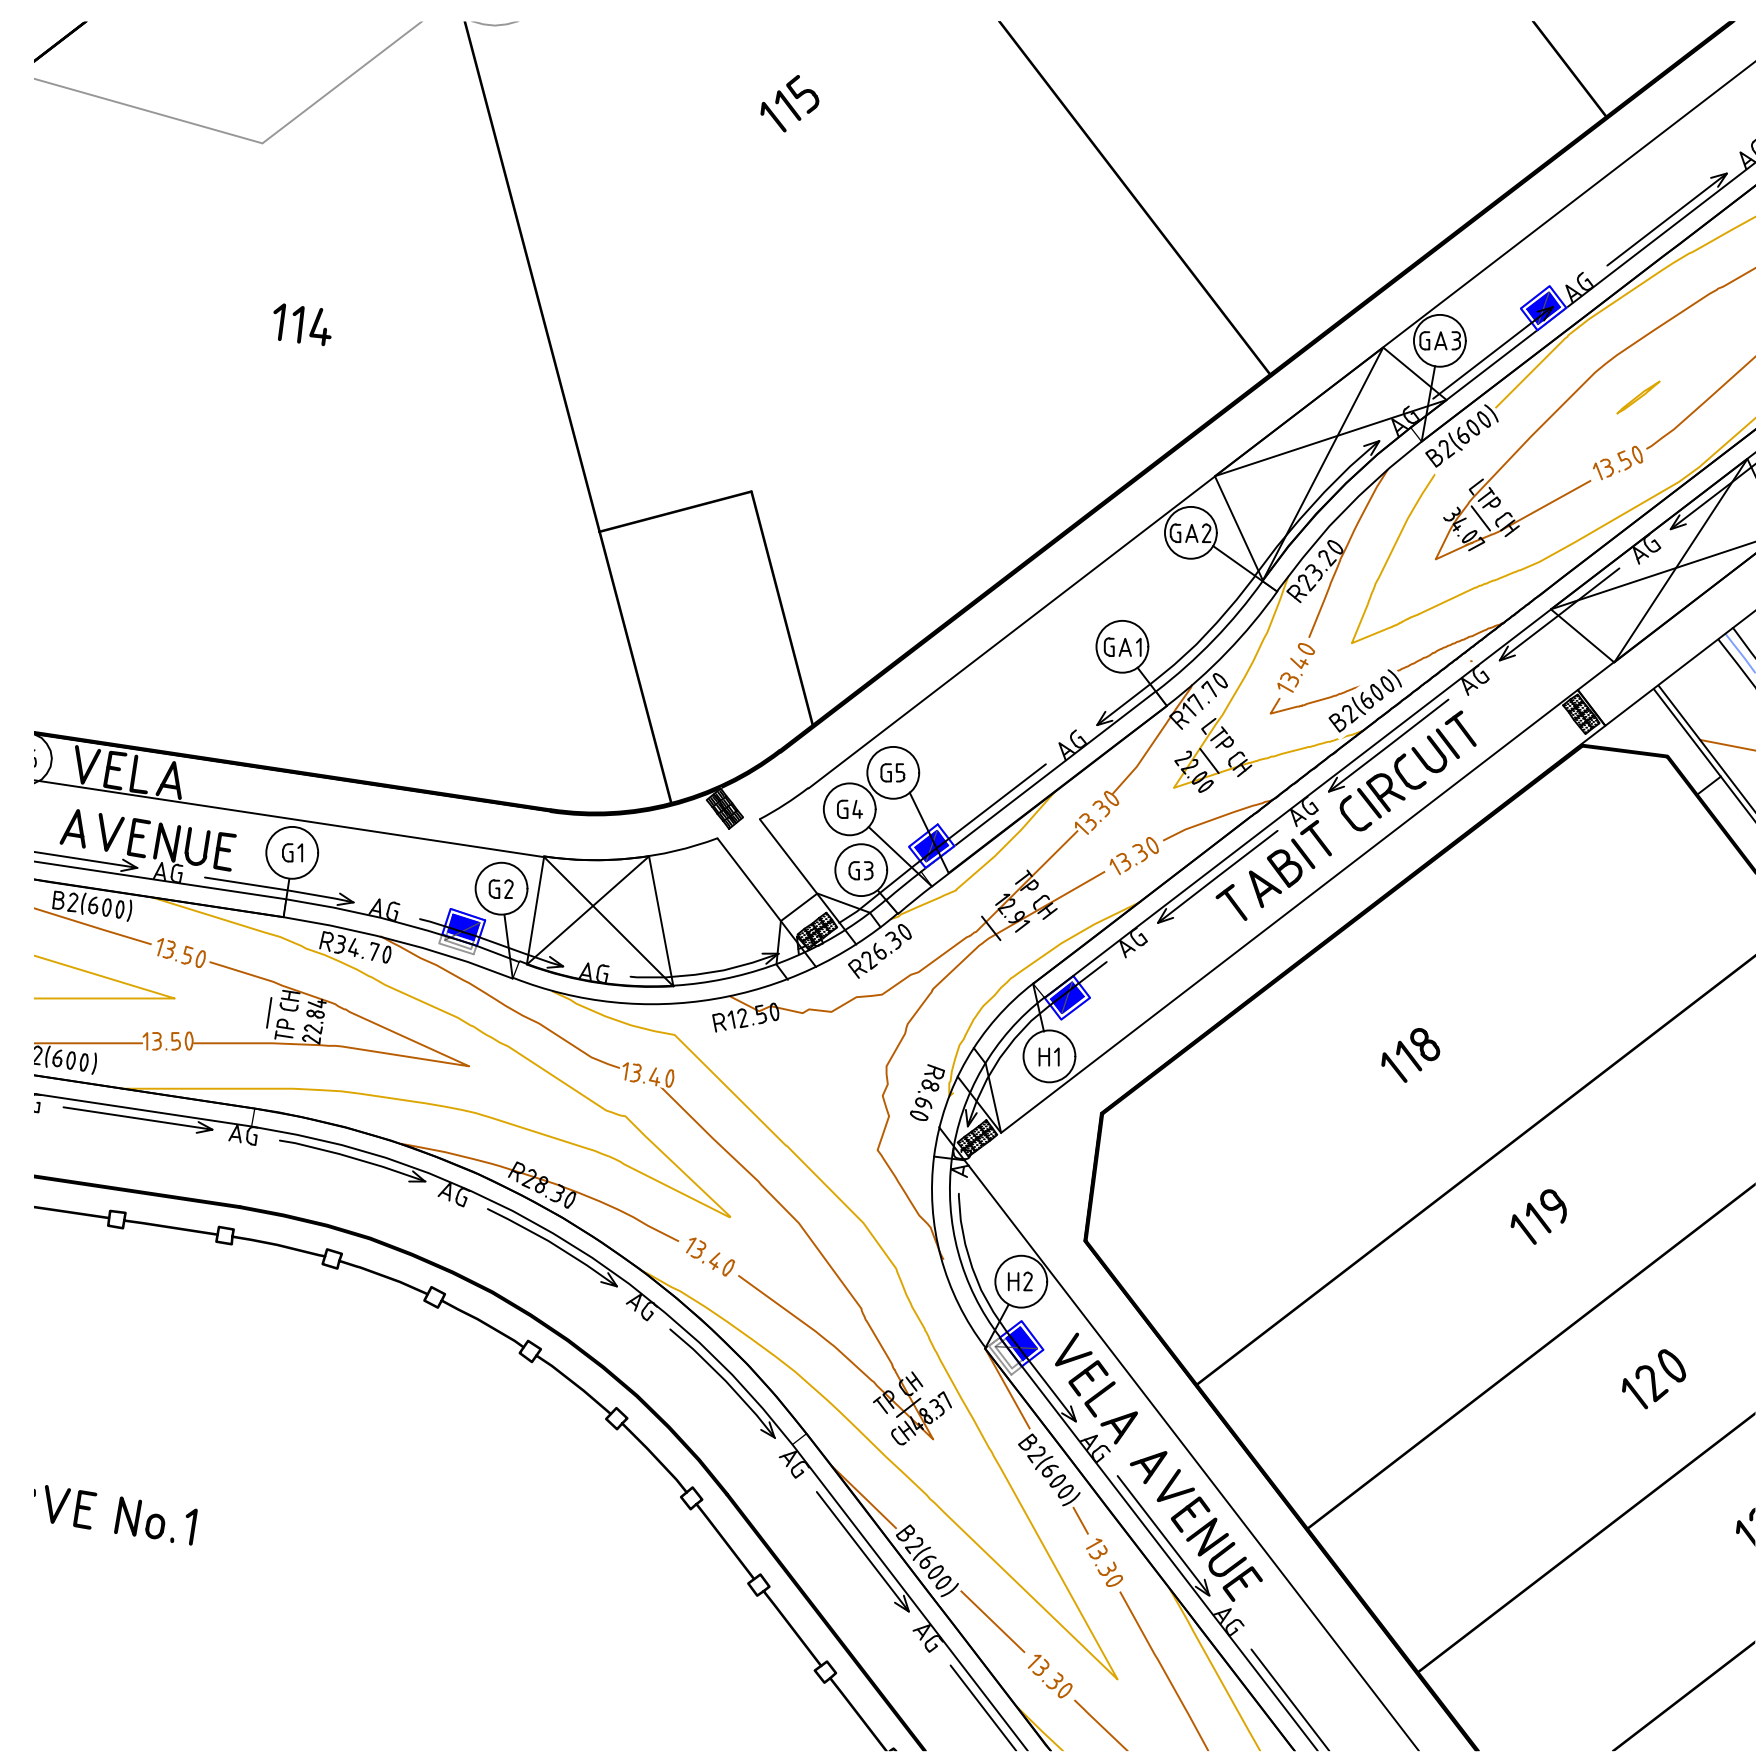 115
114
GA3
AG
AG
AG
B2(600)
13.50
LTP CH
34.07
GA2
R23.20
AG
GA1
13.40
R17.70
B2(600)
AG
LTP CH
22.00
AG
VELA
AVENUE
G5
G4
G3
13.30
13.30
AG
TABIT CIRCUIT
G1
G2
AG
AG
B2(600)
R34.70
13.50
AG
R26.30
TP CH
12.91
AG
TP CH
22.84
R12.50
13.50
2(600)
13.40
H1
118
R8.60
AG
R28.30
AG
13.40
AG
119
H2
TP CH
CH48.37
120
VELA AVENUE
AG
AG
B2(600)
VE No.1
B2(600)
13.30
AG
AG
13.30